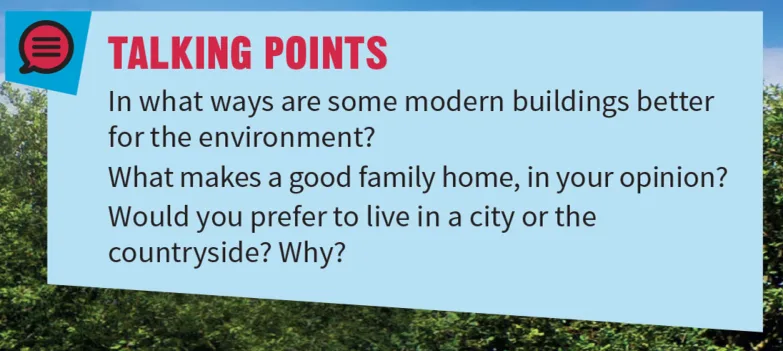 TALKING POINTS
In what ways are some modern buildings better
for the environment?
What makes a good family home, in your opinion?
Would you prefer to live in a city or the
countryside? Why?